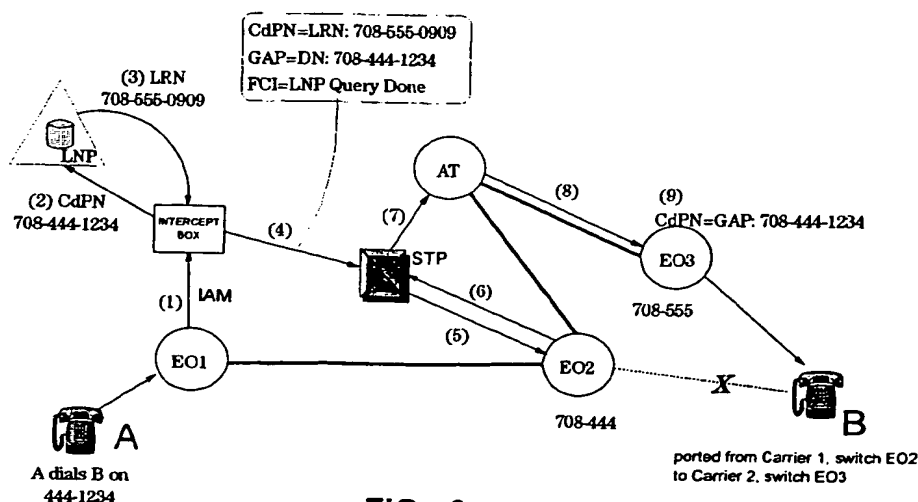 CdPN=LRN: 708-555-0909
GAP=DN: 708-444-1234
FCI=LNP Query Done
(3) LRN
708-555-0909
LNP
(2) CdPN
708-444-1234
INTERCEPT
BOX
(4)
(1)
IAM
EO1
STP
(7)
AT
(8)
(9)
CdPN=GAP: 708-444-1234
EO3
708-555
(6)
(5)
EO2
708-444
X
A
A dials B on
444-1234
B
ported from Carrier 1, switch EO2
to Carrier 2, switch EO3